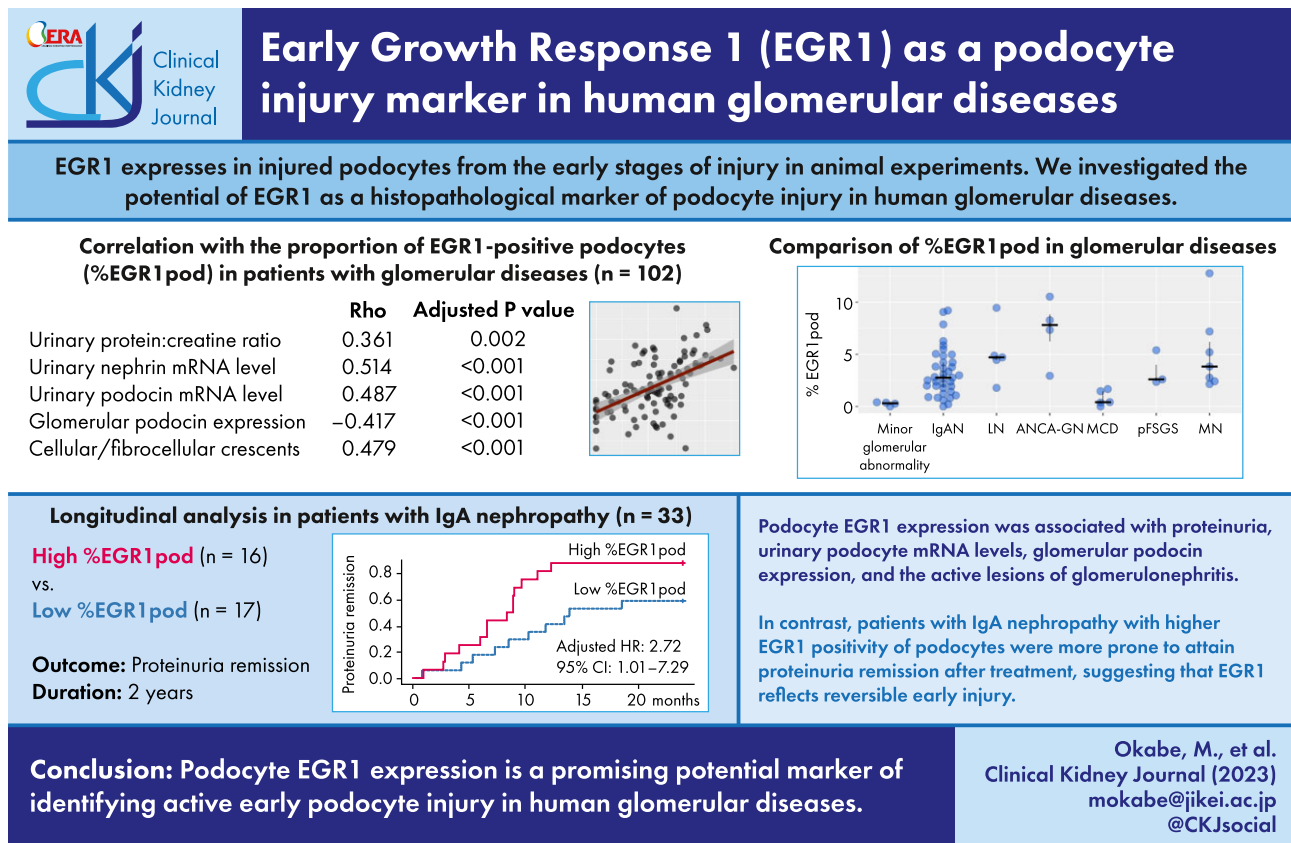 ERA
ckj
Clinical
Kidney
Journal
Early Growth Response 1 (EGR1) as a podocyte
injury marker in human glomerular diseases
EGR1 expresses in injured podocytes from the early stages of injury in animal experiments. We investigated the
potential of EGR1 as a histopathological marker of podocyte injury in human glomerular diseases.
Correlation with the proportion of EGR1-positive podocytes
(%EGR1pod) in patients with glomerular diseases (n = 102)
Rho Adjusted P value
Urinary protein:creatine ratio 0.361 0.002
Urinary nephrin mRNA level 0.514 <0.001
Urinary podocin mRNA level 0.487 <0.001
Glomerular podocin expression −0.417 <0.001
Cellular/fibrocellular crescents 0.479 <0.001
Comparison of %EGR1pod in glomerular diseases
% EGR1pod
10
5
0
Minor
glomerular
abnormality
IgAN
LN
ANCA-GN
MCD
pFSGS
MN
Longitudinal analysis in patients with IgA nephropathy (n = 33)
High %EGR1pod (n = 16)
vs.
Low %EGR1pod (n = 17)
Outcome: Proteinuria remission
Duration: 2 years
Proteinuria remission
0.8
0.6
0.4
0.2
0.0
High %EGR1pod
Low %EGR1pod
Adjusted HR: 2.72
95% CI: 1.01–7.29
0 5 10 15 20 months
Podocyte EGR1 expression was associated with proteinuria,
urinary podocyte mRNA levels, glomerular podocin
expression, and the active lesions of glomerulonephritis.
In contrast, patients with IgA nephropathy with higher
EGR1 positivity of podocytes were more prone to attain
proteinuria remission after treatment, suggesting that EGR1
reflects reversible early injury.
Conclusion: Podocyte EGR1 expression is a promising potential marker of
identifying active early podocyte injury in human glomerular diseases.
Okabe, M., et al.
Clinical Kidney Journal (2023)
mokabe@jikei.ac.jp
@CKJsocial